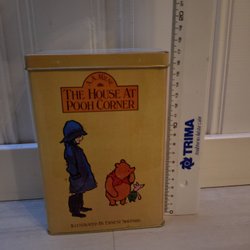 A.A. MILNE
THE HOUSE AT
POOH CORNER
ILLUSTRATED BY ERNEST SHEPARD
TRIMA